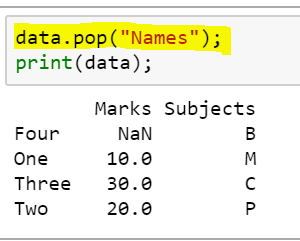 data.pop("Names");
print(data);
Marks Subjects
Four NaN B
One 10.0 M
Three 30.0 C
Two 20.0 P